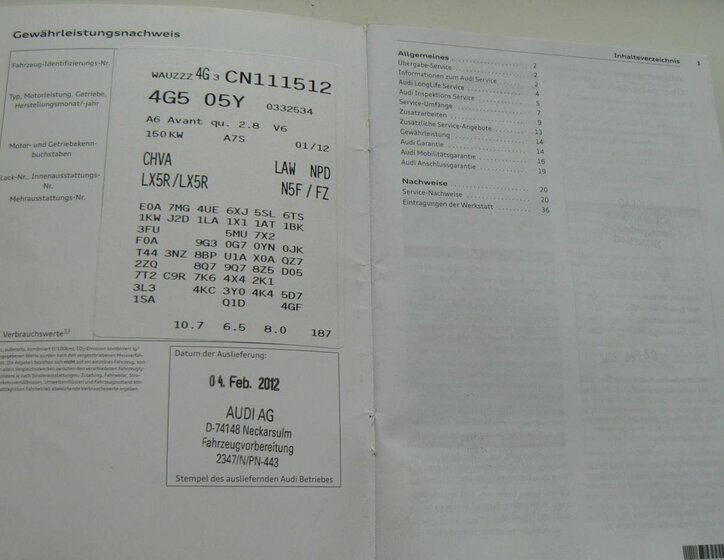 Gewährleistungsnachweis
Fahrzeug-Identifizierungs-Nr.
Typ, Motorleistung, Getriebe,
Herstellungsmonat/-jahr
Motor- und Getriebekenn-
buchstaben
Lack-Nr., Innenausstattungs-
Nr.
Mehrausstattungs-Nr.
Verbrauchswerte1)
WAUZZZ 4G 3 CN111512
4G5 05Y 0332534
A6 Avant qu. 2.8 V6
150 KW A7S 01/12
CHVA LAW NPD
LX5R/LX5R N5F / FZ
E0A 7MG 4UE 6XJ 5SL 6TS
1KW J2D 1LA 1X1 1AT 1BK
3FU 5MU 7X2
F0A 9G3 0G7 0YN 0JK
T44 3NZ 8BP U1A X0A QZ7
2ZQ 8Q7 9Q7 8Z5 D05
7T2 C9R 7K6 4X4 2K1
3L3 4KC 3Y0 4K4 5D7
1SA Q1D 4GF
10.7 6.5 8.0 187
Datum der Auslieferung:
04. Feb. 2012
AUDI AG
D-74148 Neckarsulm
Fahrzeugvorbereitung
2347/N/PN-443
Stempel des ausliefernden Audi Betriebes
Inhaltsverzeichnis 1
Allgemeines 2
Übergabe-Service 2
Informationen zum Audi Service 2
Audi LongLife Service 4
Audi Inspektions Service 5
Service-Umfänge 7
Zusatzarbeiten 9
Zusätzliche Service-Angebote 13
Gewährleistung 14
Audi Garantie 14
Audi Mobilitätsgarantie 16
Audi Anschlussgarantie 19
Nachweise 20
Service-Nachweise 20
Eintragungen der Werkstatt 36